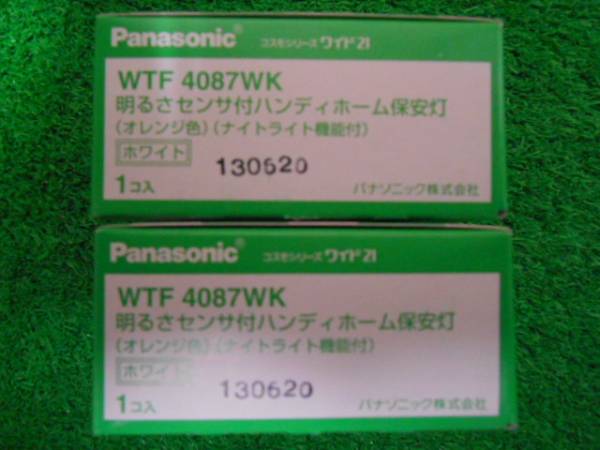 Panasonic® コスモシリーズ ワイド21
WTF 4087WK
明るさセンサ付ハンディホーム保安灯
(オレンジ色)(ナイトライト機能付)
ホワイト 130620
1コ入 パナソニック株式会社
Panasonic® コスモシリーズ ワイド21
WTF 4087WK
明るさセンサ付ハンディホーム保安灯
(オレンジ色)(ナイトライト機能付)
ホワイト 130620
1コ入 パナソニック株式会社